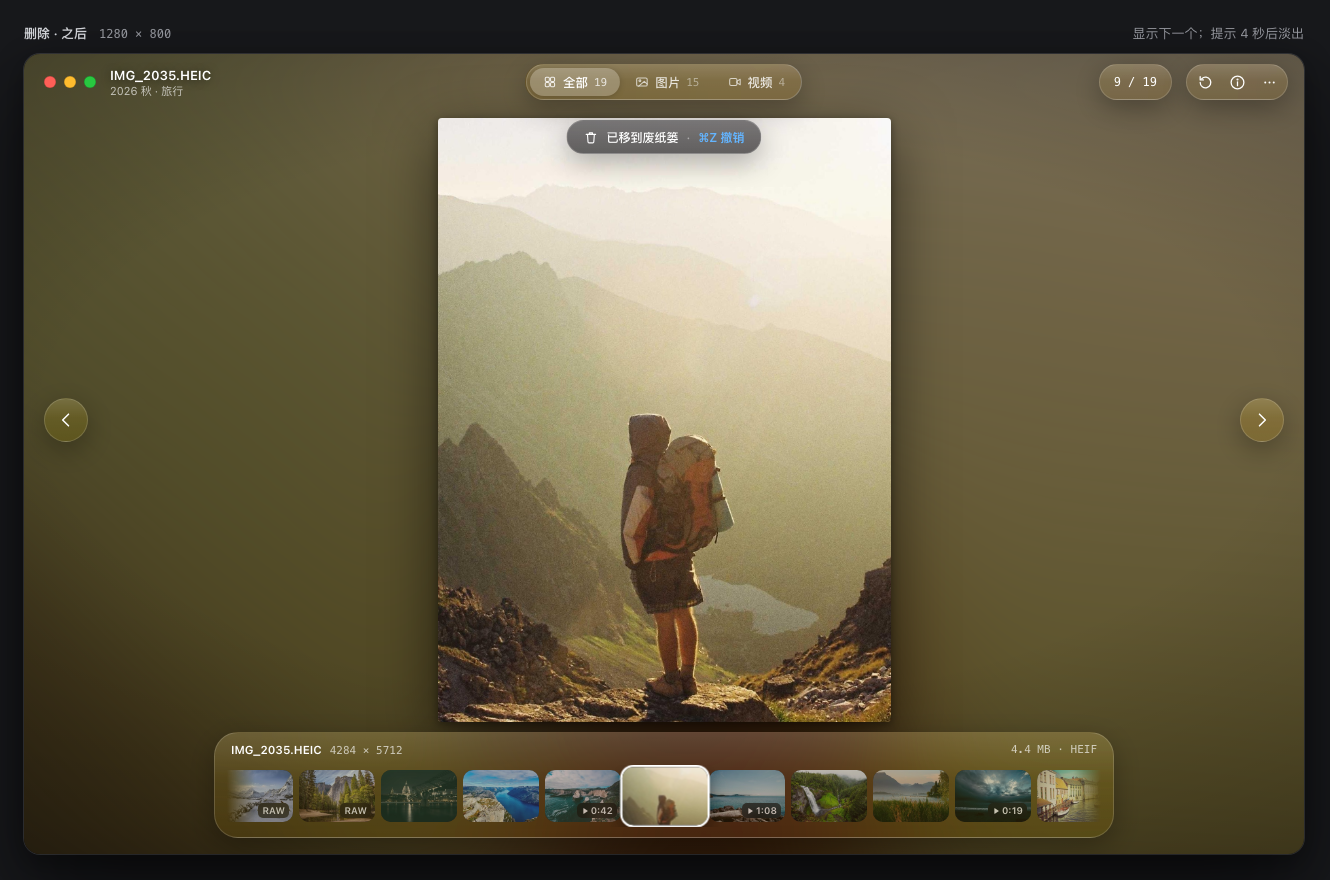 删除 · 之后 1280 × 800
显示下一个；提示 4 秒后淡出
IMG_2035.HEIC
2026 秋 · 旅行
全部 19 图片 15 视频 4
9 / 19
已移到废纸篓 · ⌘Z 撤销
IMG_2035.HEIC 4284 × 5712
4.4 MB · HEIF
RAW
RAW
0:42
1:08
0:19